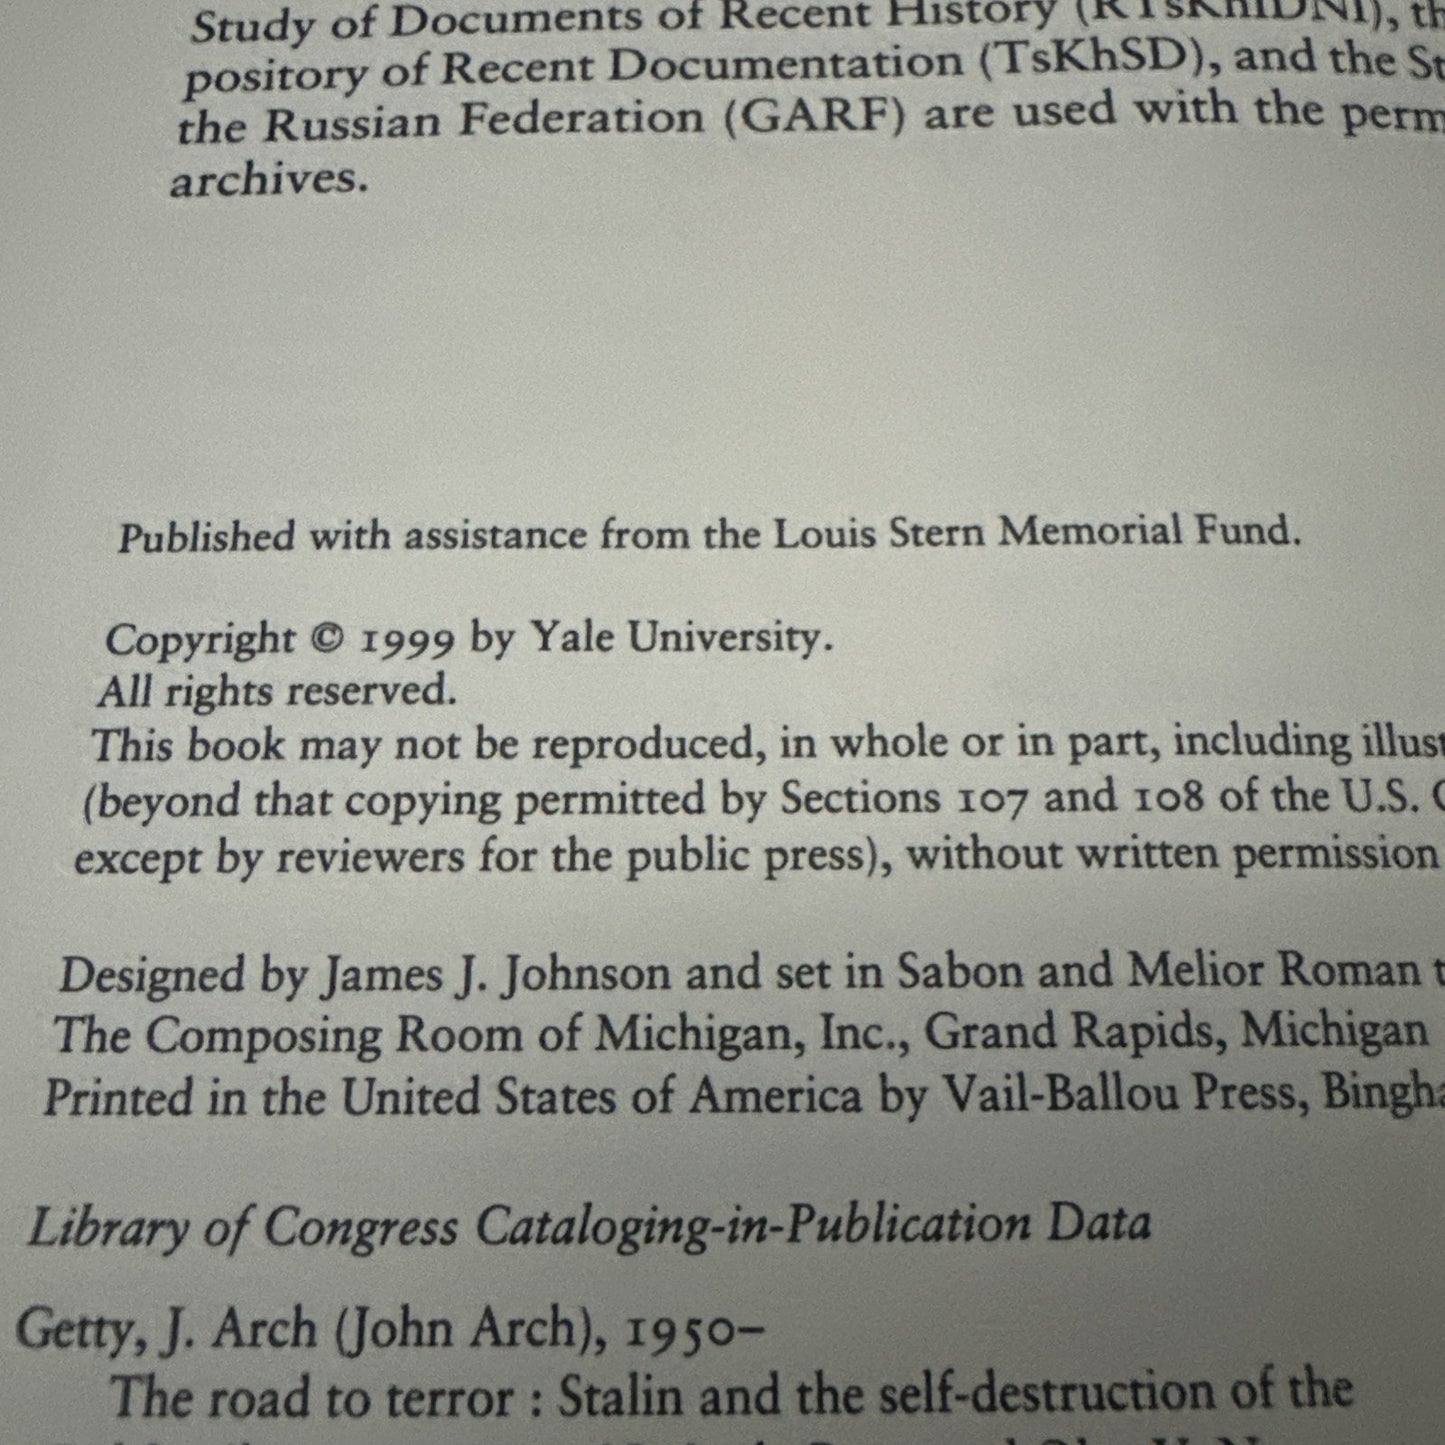 Study of Documents of Recent History (RTsKhIDNI), th
pository of Recent Documentation (TsKhSD), and the St
the Russian Federation (GARF) are used with the perm
archives.
Published with assistance from the Louis Stern Memorial Fund.
Copyright © 1999 by Yale University.
All rights reserved.
This book may not be reproduced, in whole or in part, including illust
(beyond that copying permitted by Sections 107 and 108 of the U.S. C
except by reviewers for the public press), without written permission
Designed by James J. Johnson and set in Sabon and Melior Roman t
The Composing Room of Michigan, Inc., Grand Rapids, Michigan
Printed in the United States of America by Vail-Ballou Press, Bingha
Library of Congress Cataloging-in-Publication Data
Getty, J. Arch (John Arch), 1950–
The road to terror : Stalin and the self-destruction of the